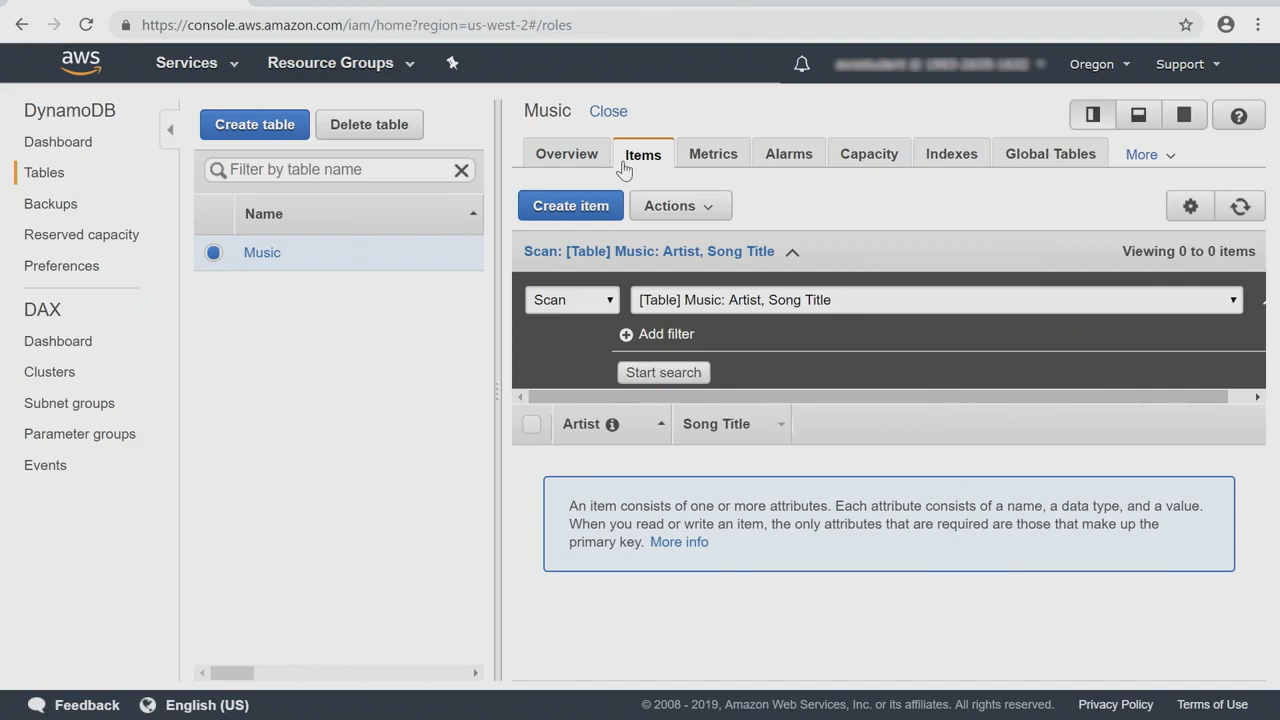 https://console.aws.amazon.com/iam/home?region=us-west-2#/roles
aws
Services
Resource Groups
Oregon
Support
DynamoDB
Dashboard
Tables
Backups
Reserved capacity
Preferences
DAX
Dashboard
Clusters
Subnet groups
Parameter groups
Events
Create table
Delete table
Filter by table name
Name
Music
Music
Close
Overview
Items
Metrics
Alarms
Capacity
Indexes
Global Tables
More
Create item
Actions
Scan: [Table] Music: Artist, Song Title
Viewing 0 to 0 items
Scan
[Table] Music: Artist, Song Title
Add filter
Start search
Artist
Song Title
An item consists of one or more attributes. Each attribute consists of a name, a data type, and a value.
When you read or write an item, the only attributes that are required are those that make up the
primary key. More info
Feedback
English (US)
© 2008 - 2019, Amazon Web Services, Inc. or its affiliates. All rights reserved.
Privacy Policy
Terms of Use